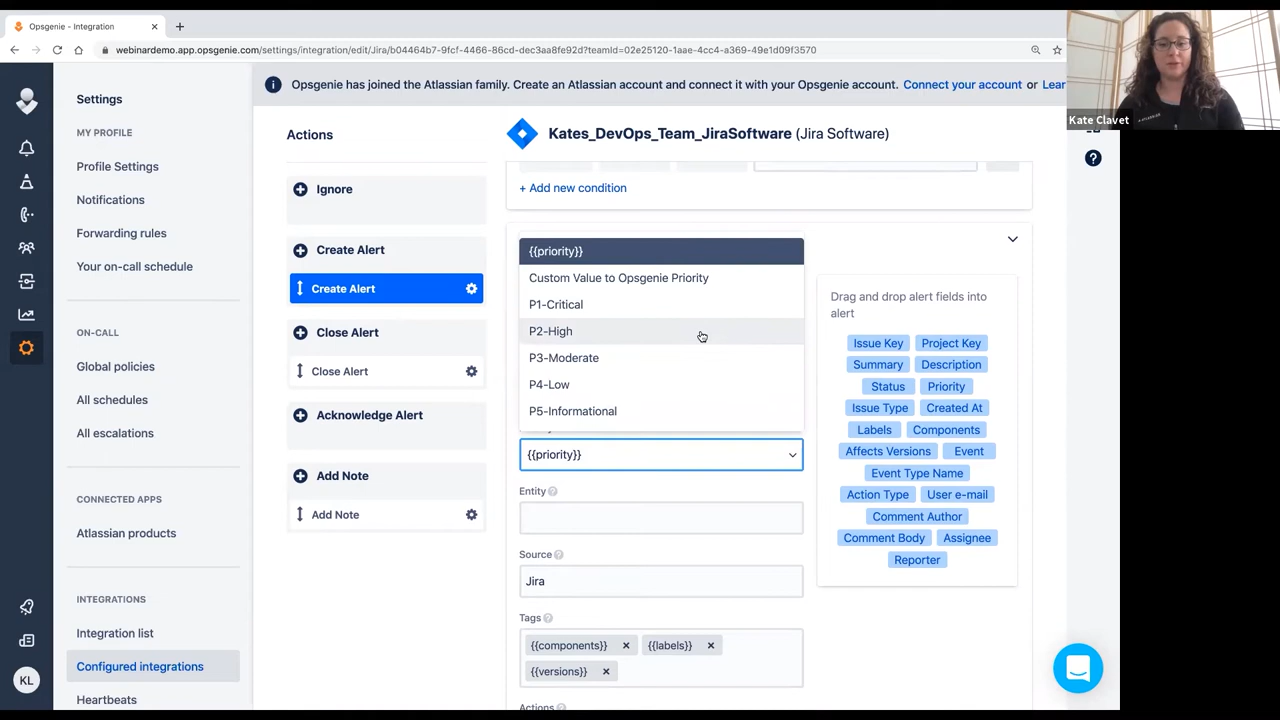 Opsgenie - Integration
webinardemo.app.opsgenie.com/settings/integration/edit/Jira/b04464b7-9fcf-4466-86cd-dec3aa8fe92d?teamId=02e25120-1aae-4cc4-a369-49e1d09f3570
Kate Clavet
Opsgenie has joined the Atlassian family. Create an Atlassian account and connect it with your Opsgenie account. Connect your account or Lear
Settings
MY PROFILE
Profile Settings
Notifications
Forwarding rules
Your on-call schedule
ON-CALL
Global policies
All schedules
All escalations
CONNECTED APPS
Atlassian products
INTEGRATIONS
Integration list
Configured integrations
Heartbeats
KL
Actions
Ignore
Create Alert
Create Alert
Close Alert
Close Alert
Acknowledge Alert
Add Note
Add Note
Kates_DevOps_Team_JiraSoftware (Jira Software)
+ Add new condition
{{priority}}
Custom Value to Opsgenie Priority
P1-Critical
P2-High
P3-Moderate
P4-Low
P5-Informational
{{priority}}
Entity
Source
Jira
Tags
{{components}} {{labels}}
{{versions}}
Actions
Drag and drop alert fields into
alert
Issue Key Project Key
Summary Description
Status Priority
Issue Type Created At
Labels Components
Affects Versions Event
Event Type Name
Action Type User e-mail
Comment Author
Comment Body Assignee
Reporter